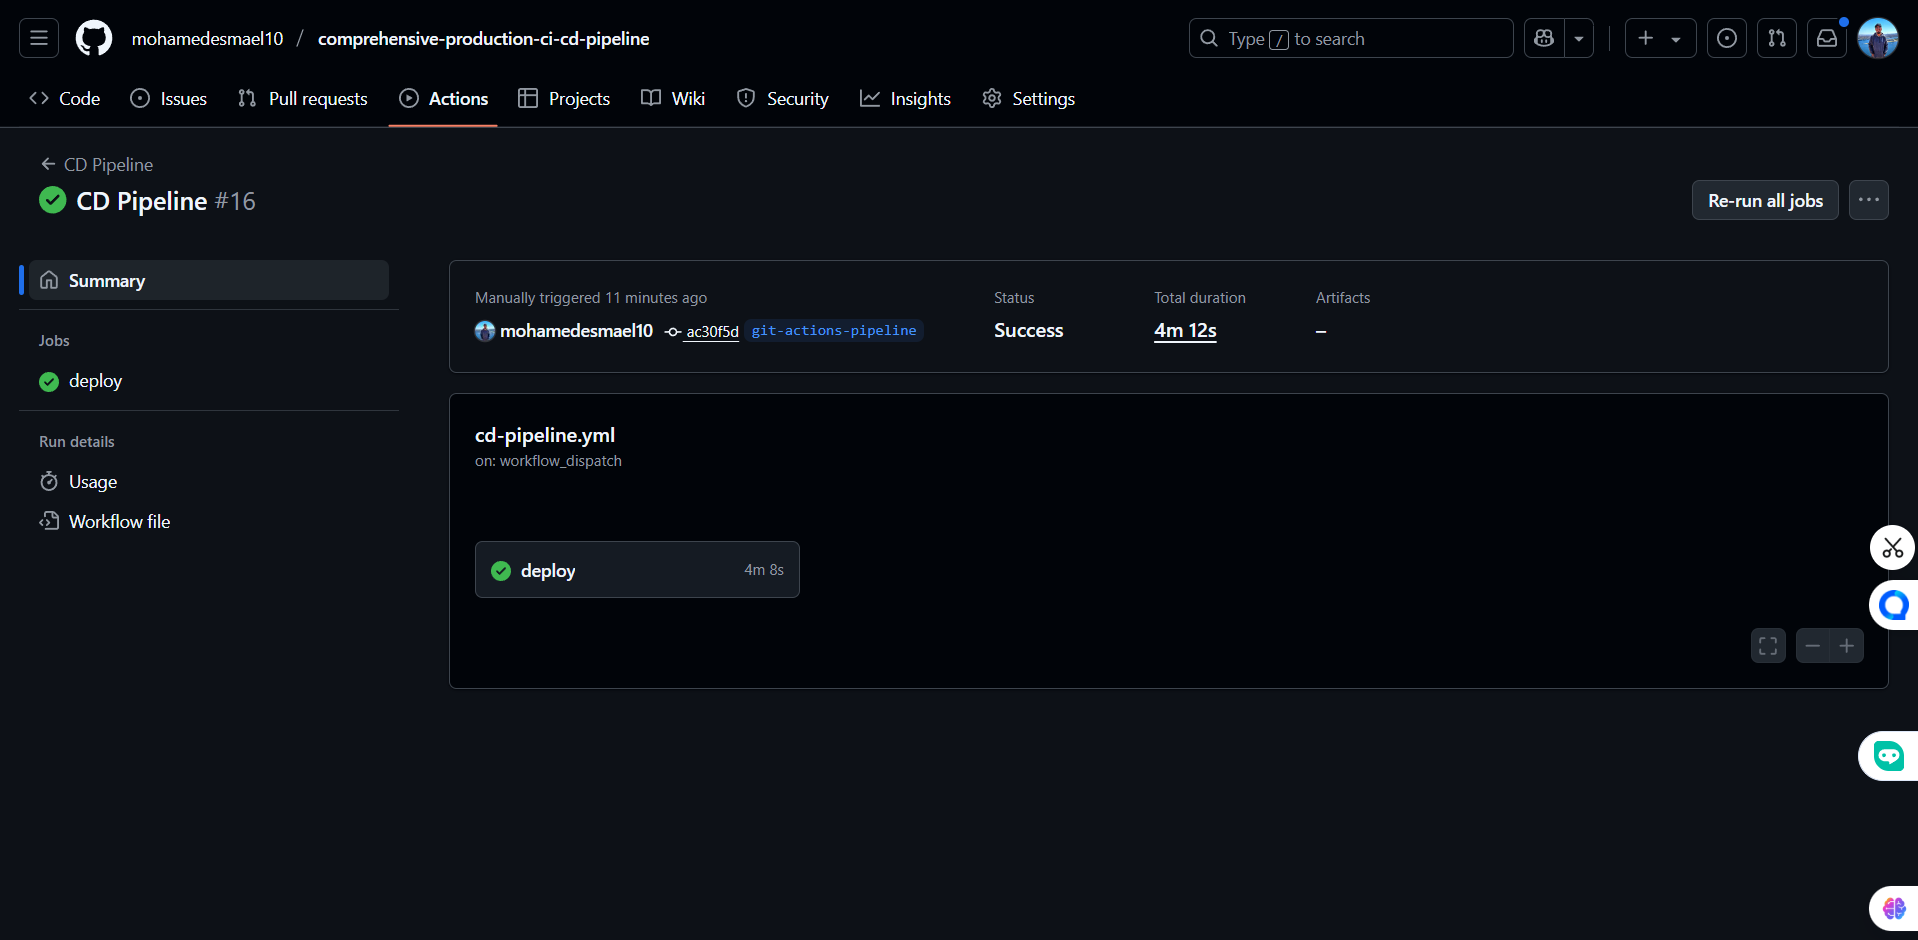 mohamedesmael10 / comprehensive-production-ci-cd-pipeline
Type / to search
Code Issues Pull requests Actions Projects Wiki Security Insights Settings
CD Pipeline
CD Pipeline #16
Re-run all jobs
Summary
Jobs
deploy
Run details
Usage
Workflow file
Manually triggered 11 minutes ago
mohamedesmael10 ac30f5d git-actions-pipeline
Status
Success
Total duration
4m 12s
Artifacts
–
cd-pipeline.yml
on: workflow_dispatch
deploy 4m 8s